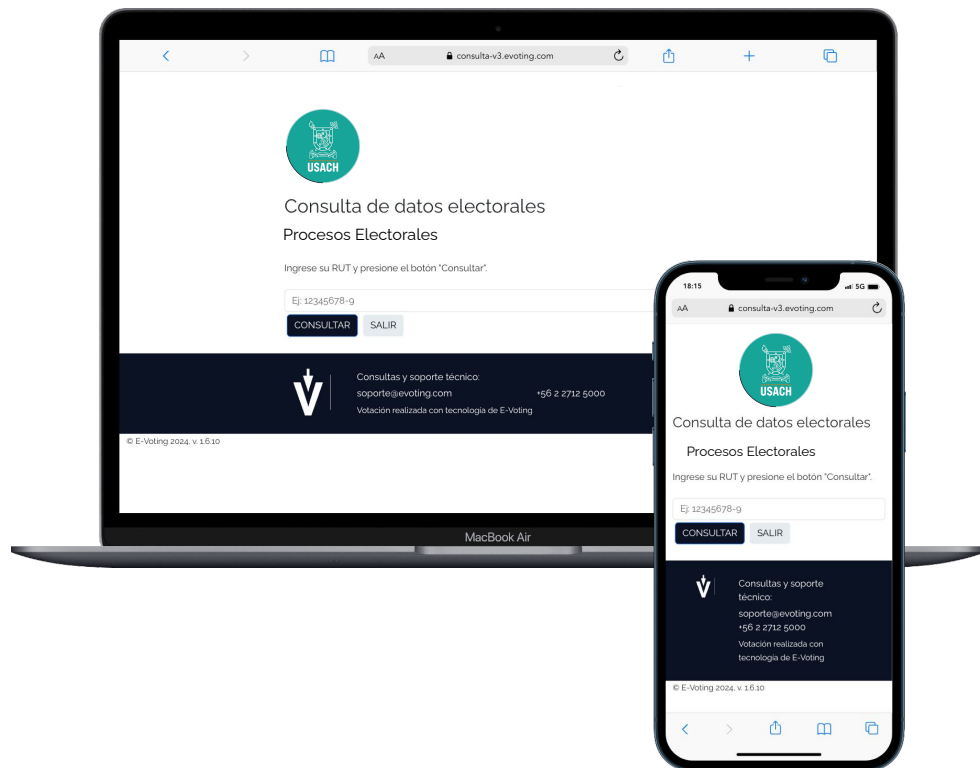 AA
consulta-v3.evoting.com
USACH
Consulta de datos electorales
Procesos Electorales
Ingrese su RUT y presione el botón "Consultar".
Ej: 12345678-9
CONSULTAR
SALIR
Consultas y soporte técnico:
soporte@evoting.com
+56 2 2712 5000
Votación realizada con tecnología de E-Voting
© E-Voting 2024, v. 1.6.10
MacBook Air
18:15
5G
AA
consulta-v3.evoting.com
USACH
Consulta de datos electorales
Procesos Electorales
Ingrese su RUT y presione el botón "Consultar".
Ej: 12345678-9
CONSULTAR
SALIR
Consultas y soporte
técnico:
soporte@evoting.com
+56 2 2712 5000
Votación realizada con
tecnología de E-Voting
© E-Voting 2024, v. 1.6.10